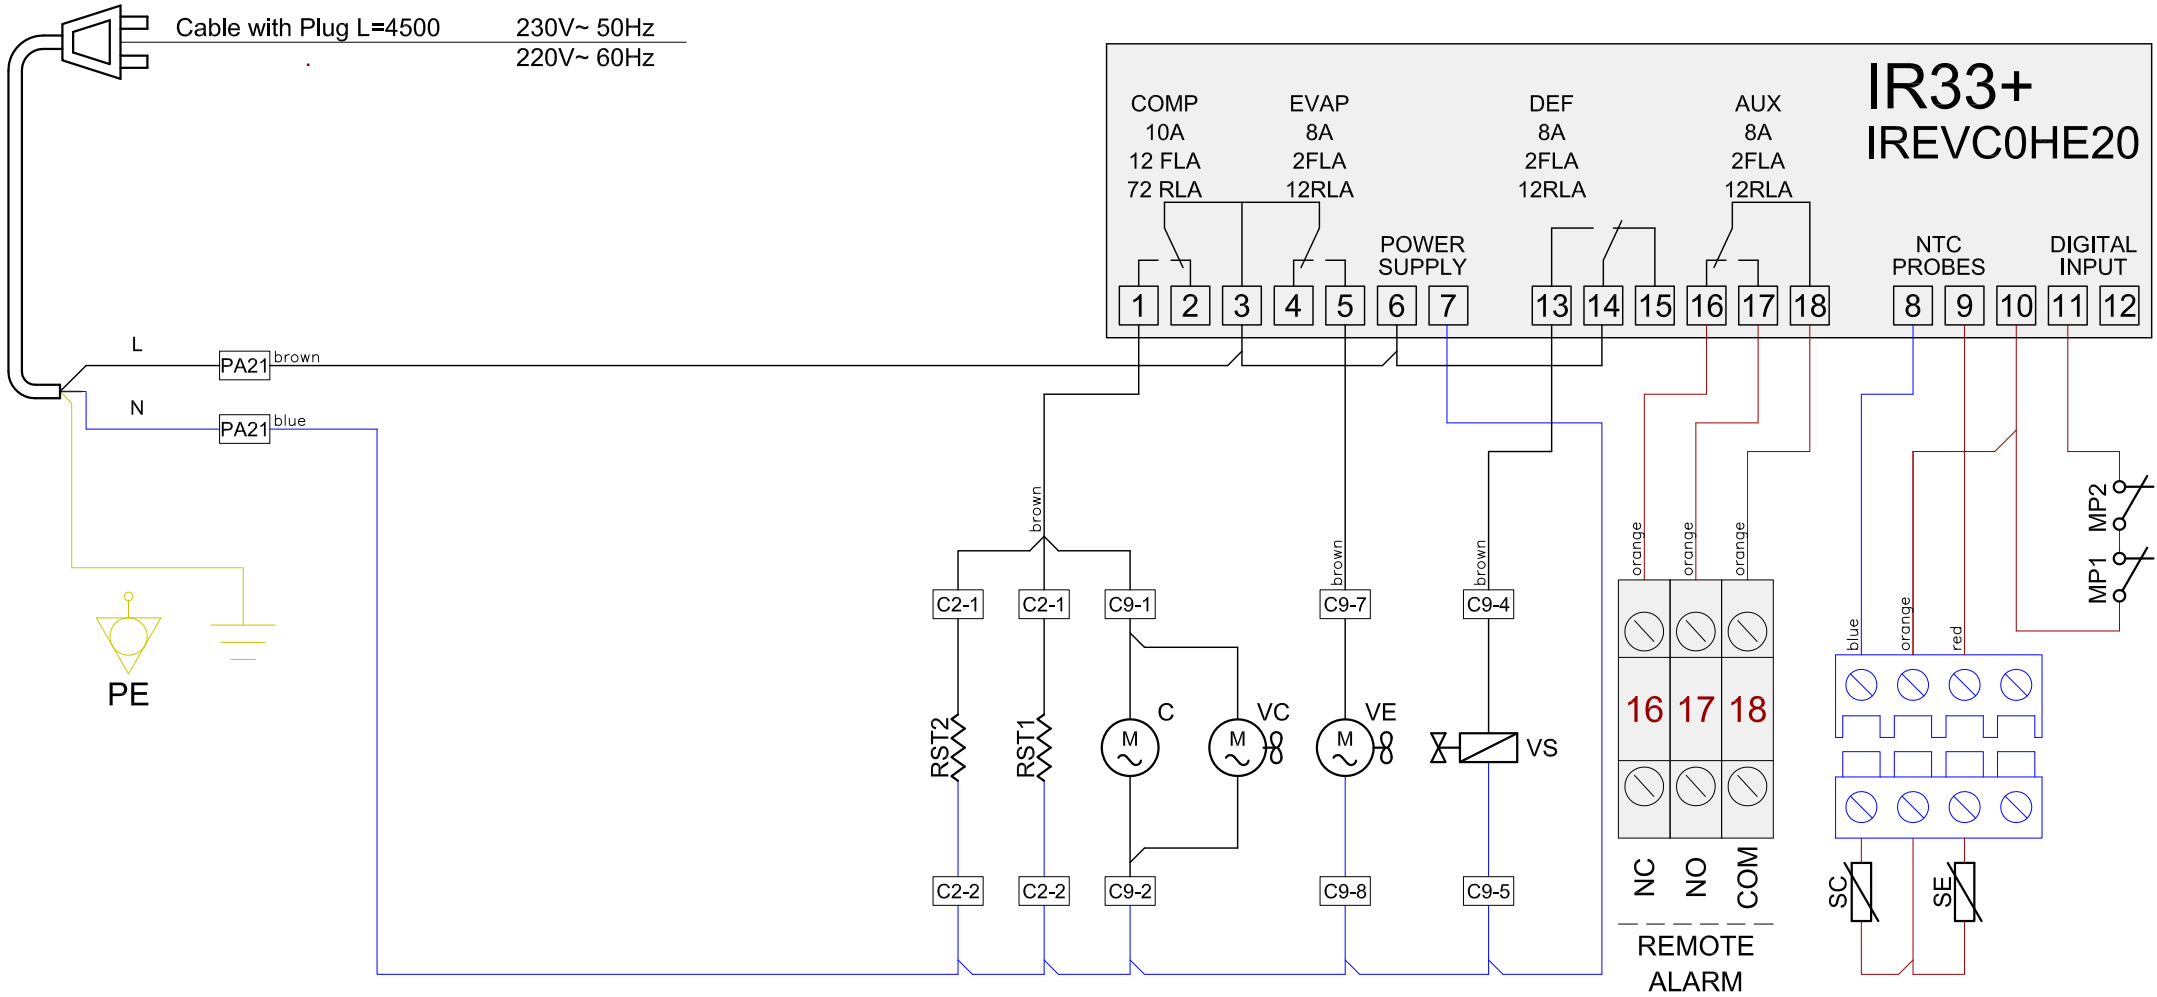 Cable with Plug L=4500 230V~ 50Hz
220V~ 60Hz
IR33+
IREVC0HE20
COMP EVAP DEF AUX
10A 8A 8A 8A
12 FLA 2FLA 2FLA 2FLA
72 RLA 12RLA 12RLA 12RLA
POWER SUPPLY
NTC PROBES
DIGITAL INPUT
1 2 3 4 5 6 7 13 14 15 16 17 18 8 9 10 11 12
L
PA21 brown
N
PA21 blue
PE
brown
brown
brown
orange
orange
orange
blue
orange
red
MP2
MP1
C2-1 C2-1 C9-1 C9-7 C9-4
RST2 RST1 M C M VC M VE VS
16 17 18
C2-2 C2-2 C9-2 C9-8 C9-5
NC NO COM
SC SE
REMOTE
ALARM